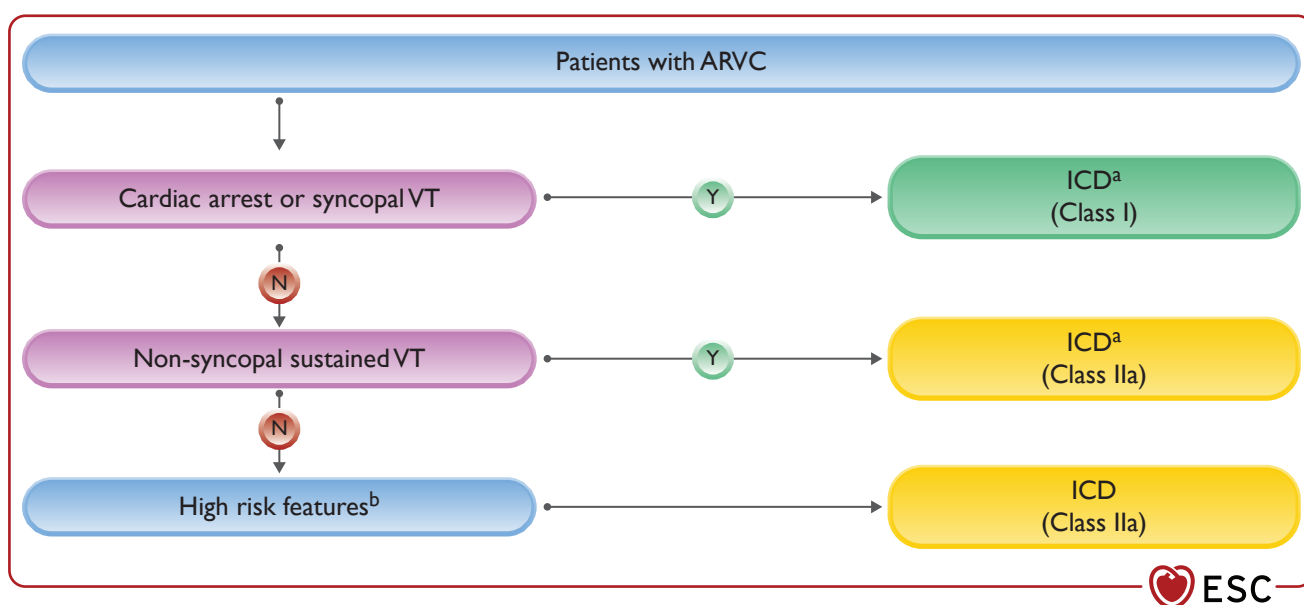 Patients with ARVC
Cardiac arrest or syncopal VT
Y
ICDᵃ
(Class I)
N
Non-syncopal sustained VT
Y
ICDᵃ
(Class IIa)
N
High risk featuresᵇ
ICD
(Class IIa)
ESC